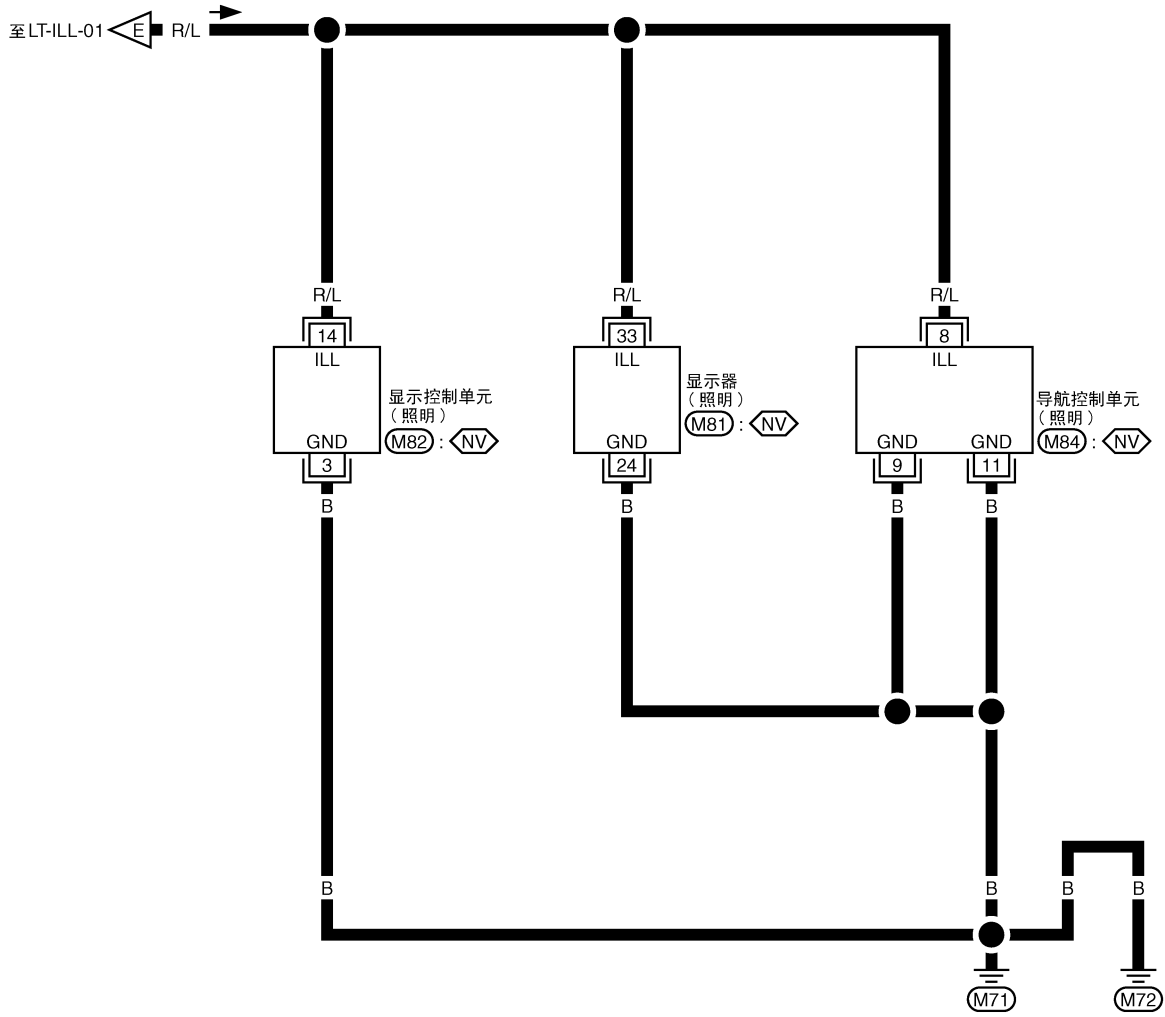 至LT-ILL-01 E R/L
R/L R/L R/L
14 33 8
ILL ILL ILL
显示控制单元
（照明）
M82 : NV
显示器
（照明）
M81 : NV
导航控制单元
（照明）
M84 : NV
GND GND GND GND
3 24 9 11
B B B B
B B B B
M71 M72